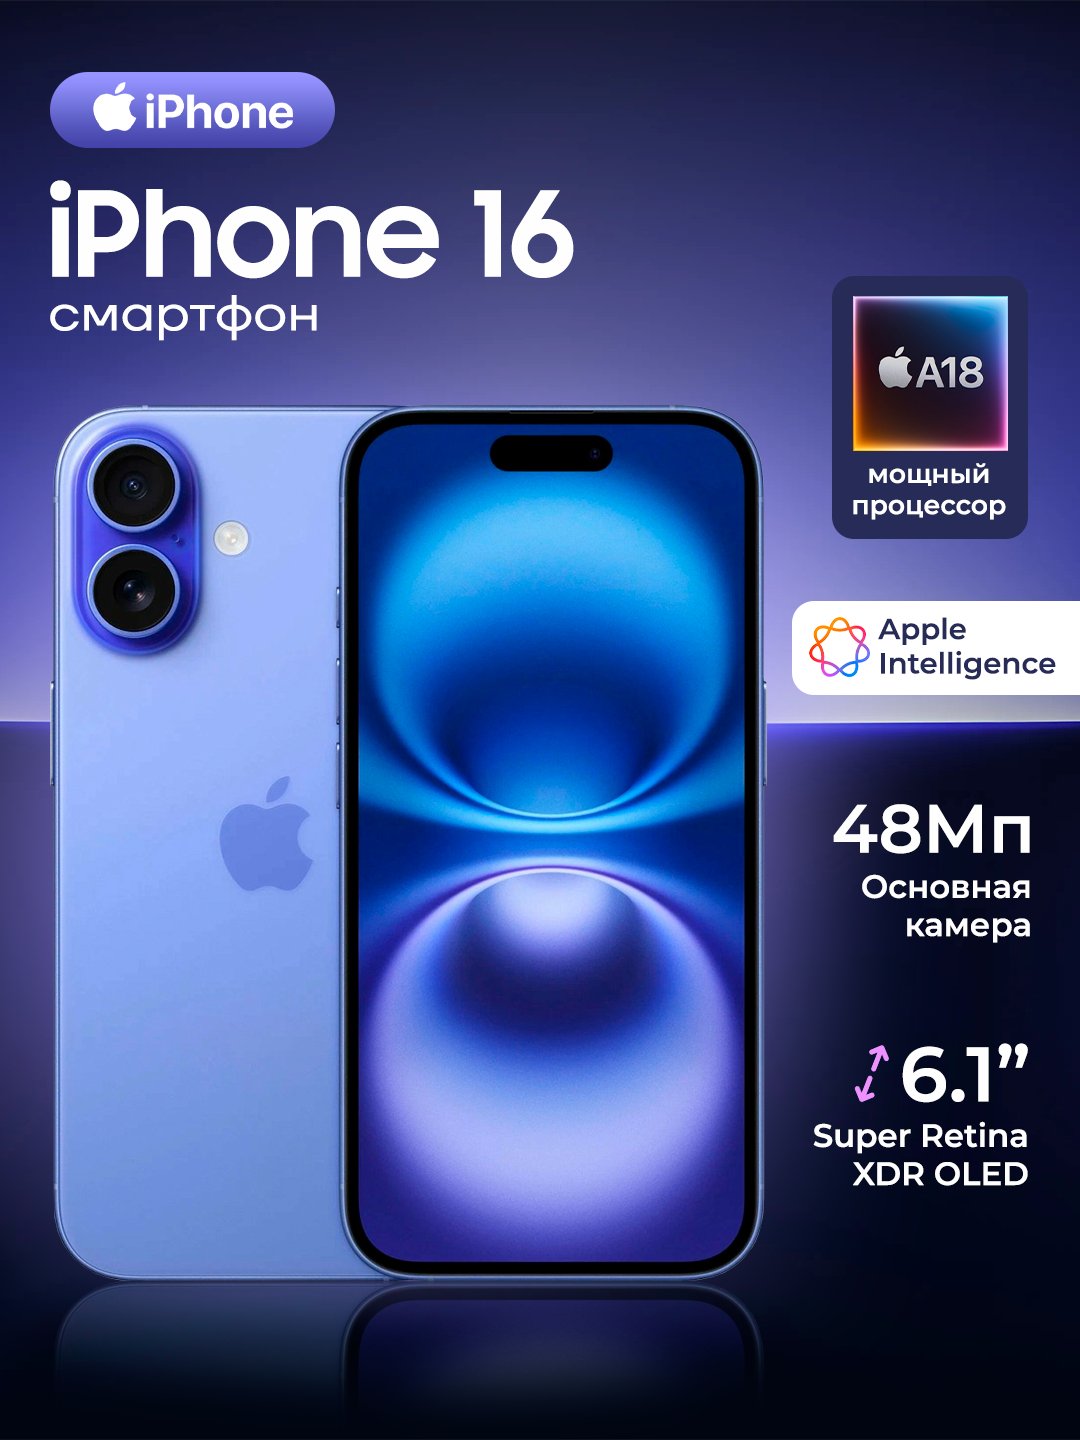 iPhone
iPhone 16
смартфон
A18
мощный
процессор
Apple
Intelligence
48Мп
Основная
камера
6.1”
Super Retina
XDR OLED